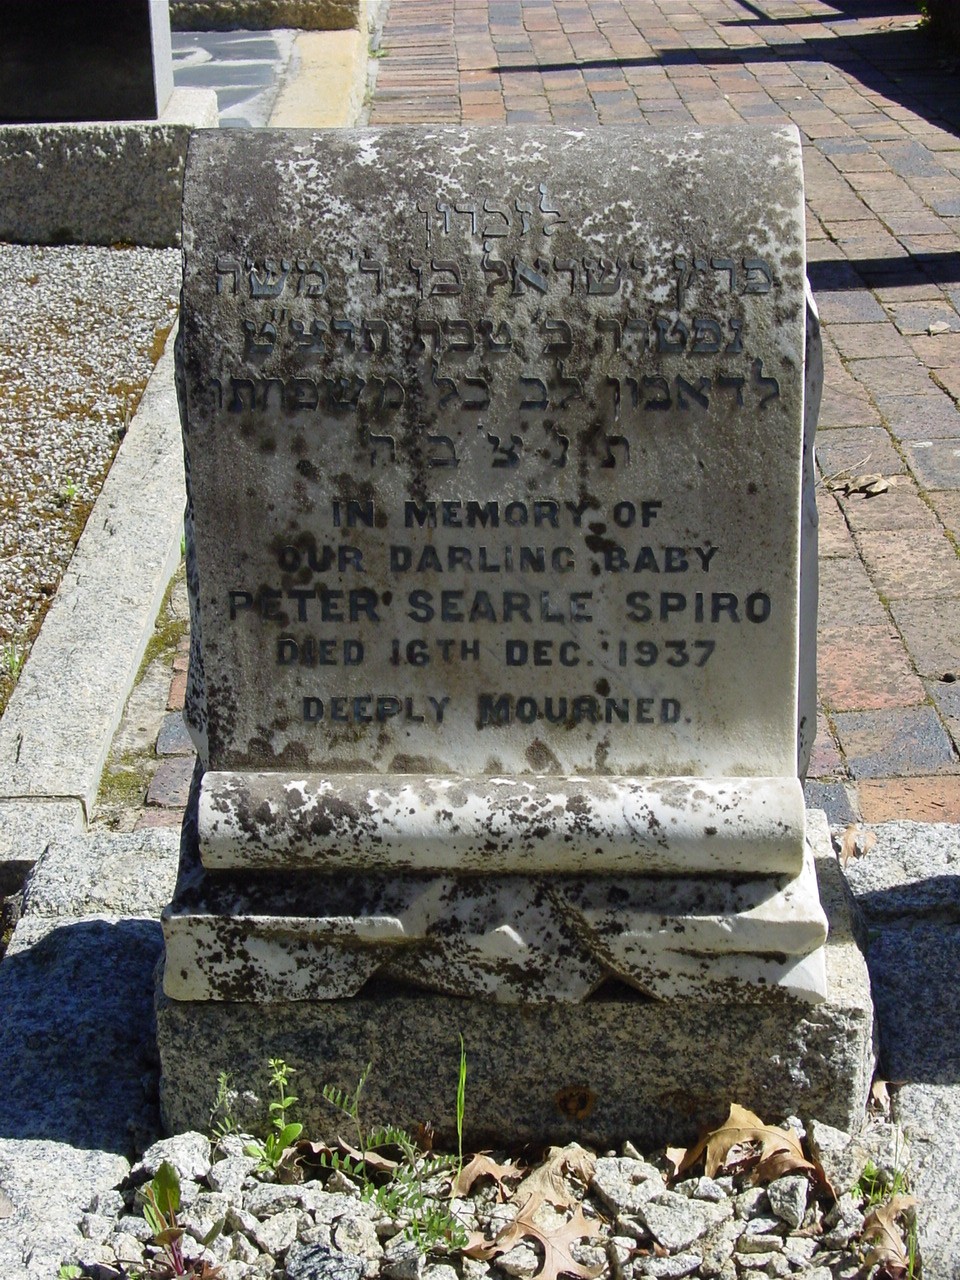 לזכרון
פרץ ישראל בן ר' משה
נפטרה כ' טבת תרצ"ט
לדאבון לב כל משפחתו
ת נ צ ב ה
IN MEMORY OF
OUR DARLING BABY
PETER SEARLE SPIRO
DIED 16TH DEC. 1937
DEEPLY MOURNED.